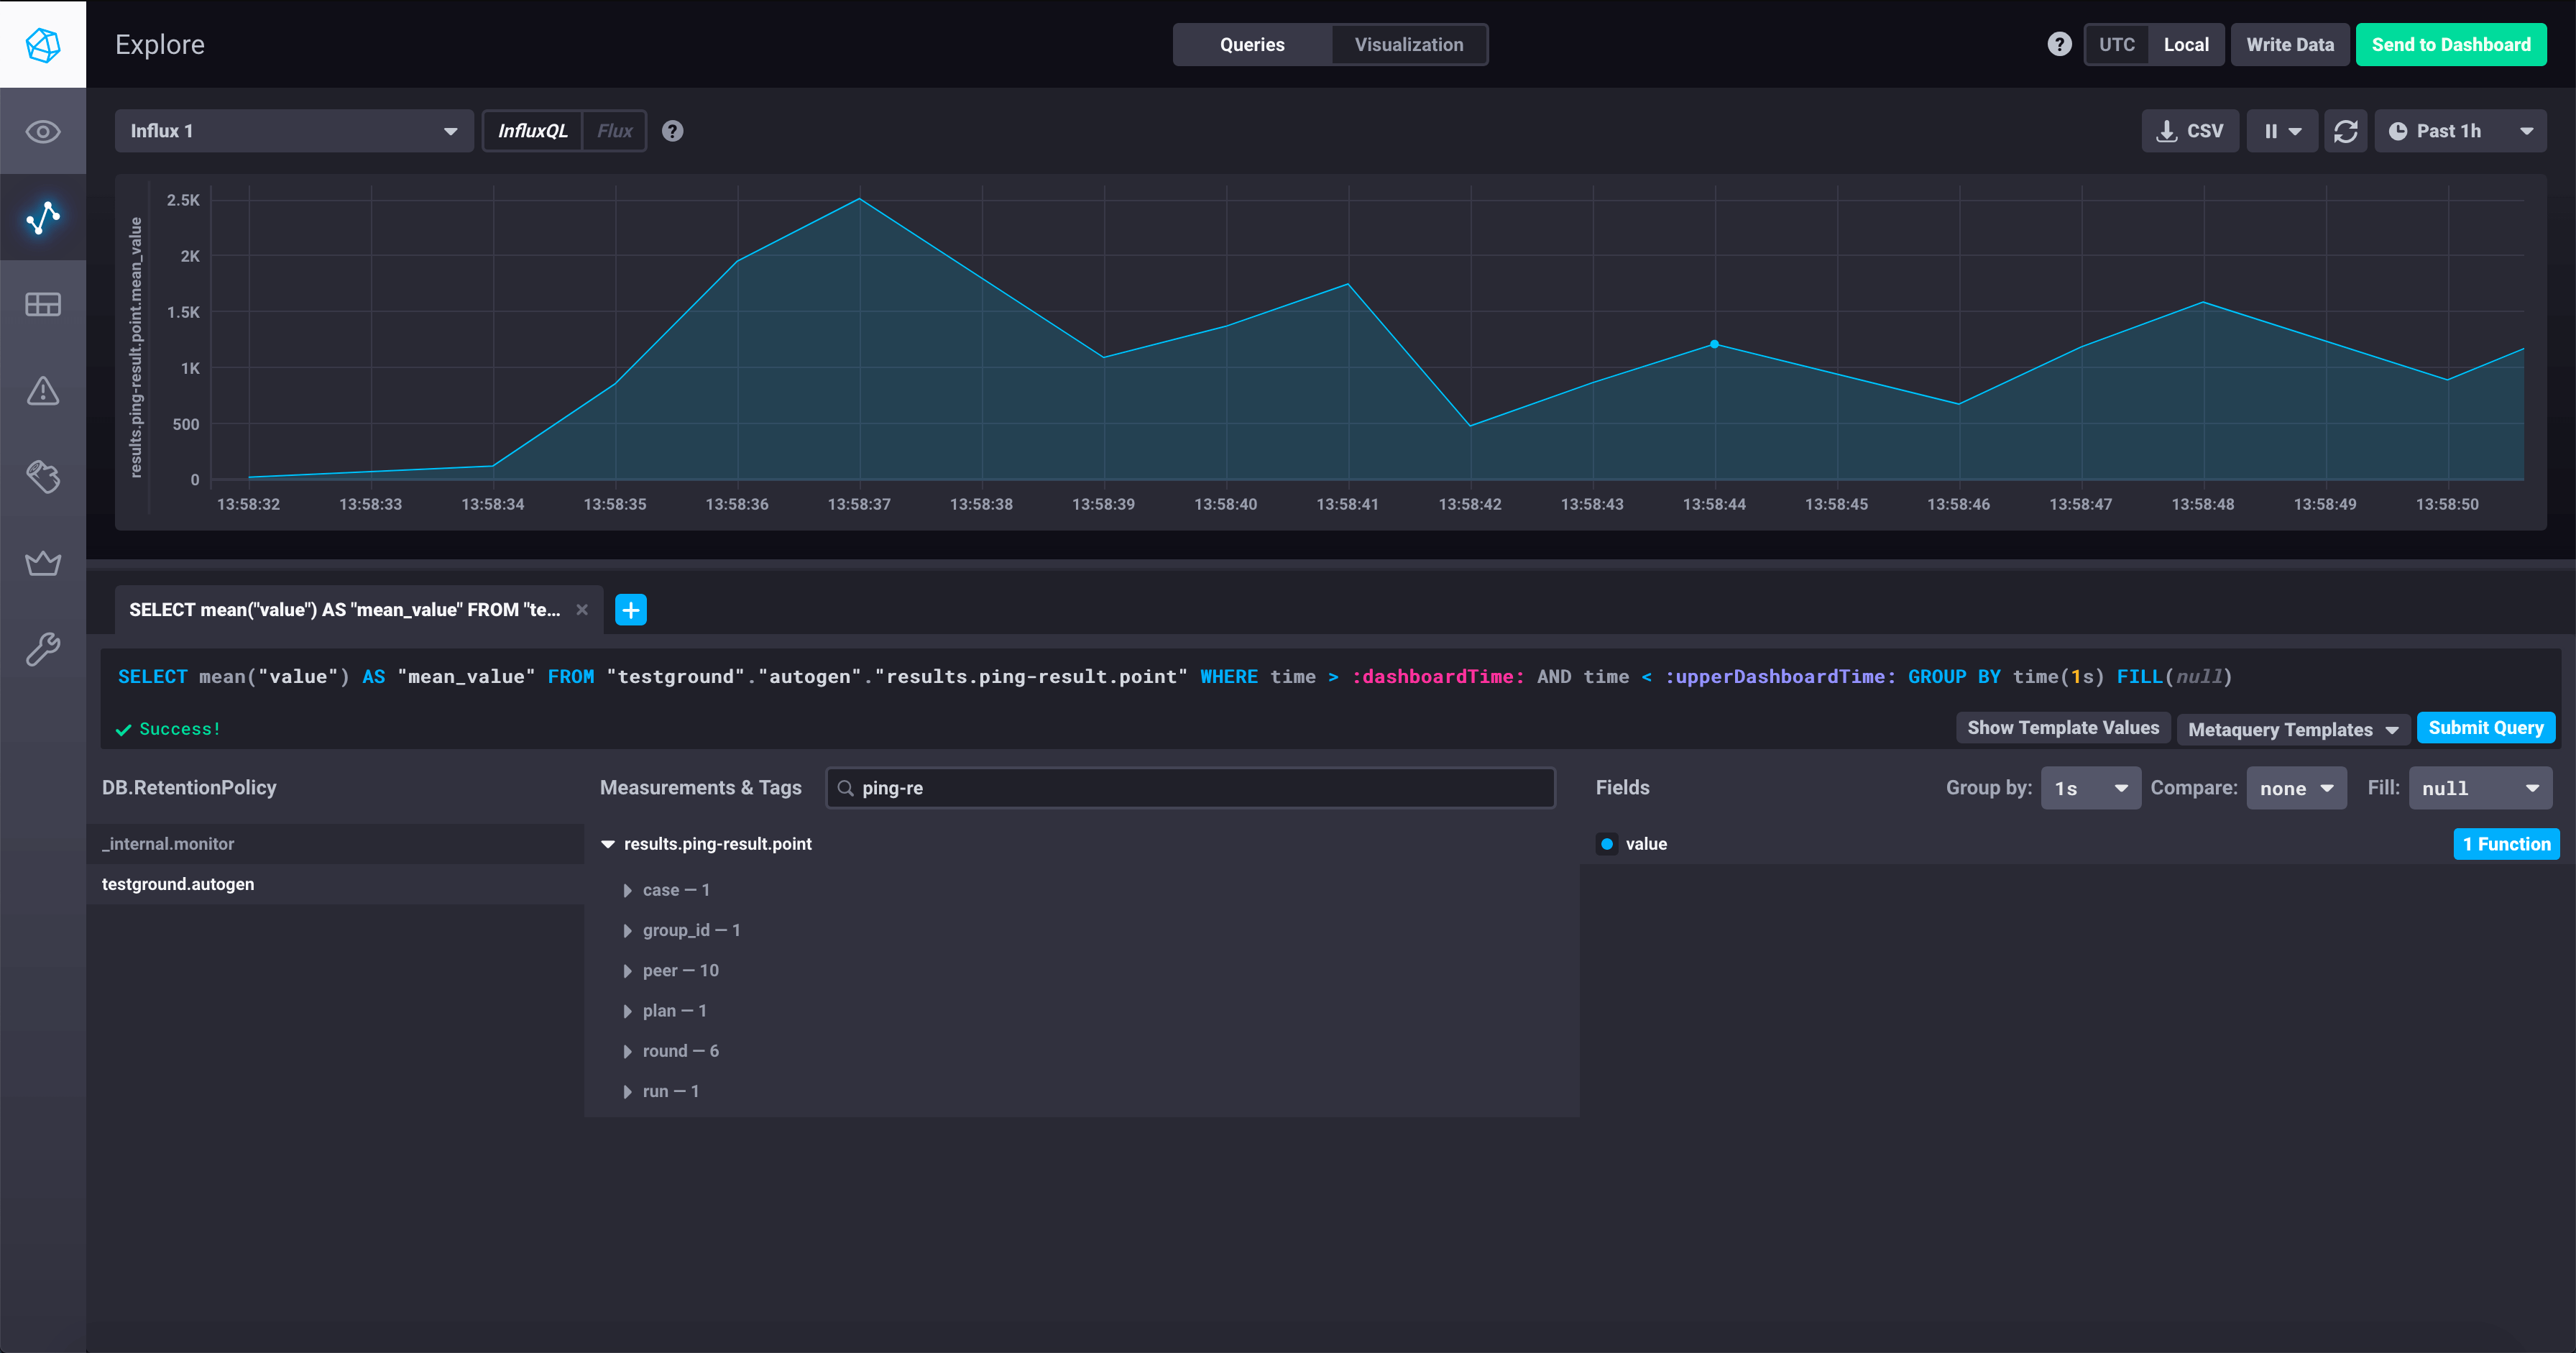 Explore
Queries Visualization
? UTC Local Write Data Send to Dashboard
Influx 1 InfluxQL Flux ?
CSV Past 1h
results.ping-result.point.mean_value
2.5K
2K
1.5K
1K
500
0
13:58:32 13:58:33 13:58:34 13:58:35 13:58:36 13:58:37 13:58:38 13:58:39 13:58:40 13:58:41 13:58:42 13:58:43 13:58:44 13:58:45 13:58:46 13:58:47 13:58:48 13:58:49 13:58:50
SELECT mean("value") AS "mean_value" FROM "te... × +
SELECT mean("value") AS "mean_value" FROM "testground"."autogen"."results.ping-result.point" WHERE time > :dashboardTime: AND time < :upperDashboardTime: GROUP BY time(1s) FILL(null)
Success!
Show Template Values Metaquery Templates Submit Query
DB.RetentionPolicy
_internal.monitor
testground.autogen
Measurements & Tags ping-re
results.ping-result.point
case — 1
group_id — 1
peer — 10
plan — 1
round — 6
run — 1
Fields Group by: 1s Compare: none Fill: null
value 1 Function